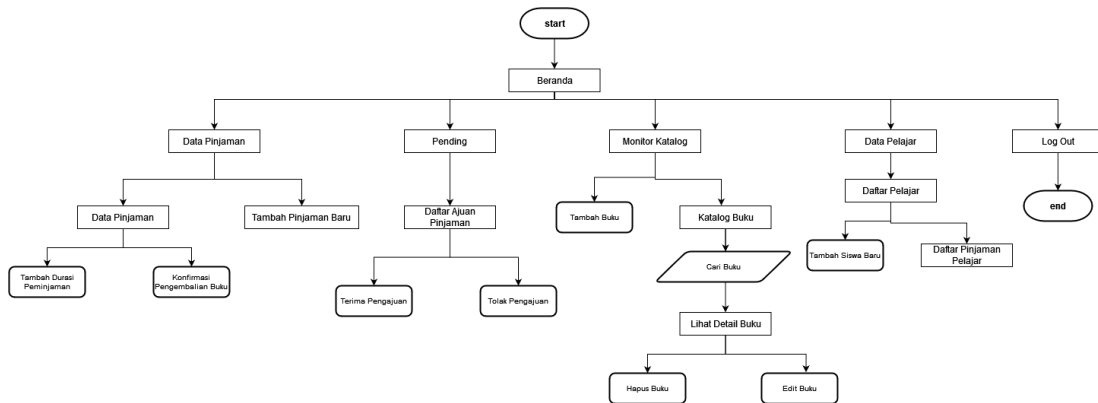 start
Beranda
Data Pinjaman
Pending
Monitor Katalog
Data Pelajar
Log Out
Data Pinjaman
Tambah Pinjaman Baru
Daftar Ajuan
Pinjaman
Tambah Buku
Katalog Buku
Daftar Pelajar
end
Tambah Durasi
Peminjaman
Konfirmasi
Pengembalian Buku
Terima Pengajuan
Tolak Pengajuan
Cari Buku
Tambah Siswa Baru
Daftar Pinjaman
Pelajar
Lihat Detail Buku
Hapus Buku
Edit Buku